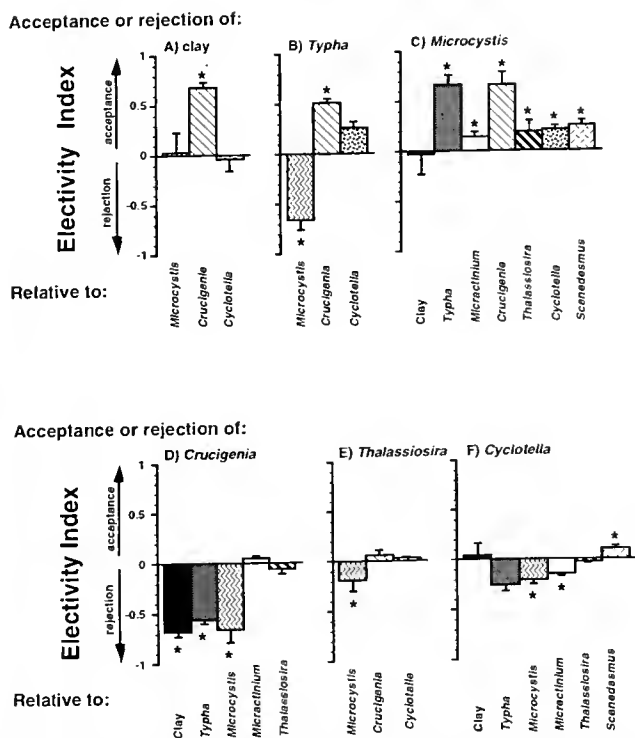 Acceptance or rejection of:
A) clay
B) Typha
C) Microcystis
Electivity Index
acceptance
rejection
1
0.5
0
-0.5
-1
*
*
*
*
*
*
*
*
*
*
Relative to:
Microcystis
Crucigenie
Cyclotella
Microcystis
Crucigenia
Cyclotella
Clay
Typha
Micractinium
Crucigenia
Thalassiosira
Cyclotella
Scenedesmus
Acceptance or rejection of:
D) Crucigenia
E) Thalassiosira
F) Cyclotella
Electivity Index
acceptance
rejection
1
0.5
0
-0.5
-1
*
*
*
*
*
*
*
Relative to:
Clay
Typha
Microcystis
Micractinium
Thalassiosira
Microcystis
Crucigenia
Cyclotella
Clay
Typha
Microcystis
Micractinium
Thalassiosira
Scenedasmus